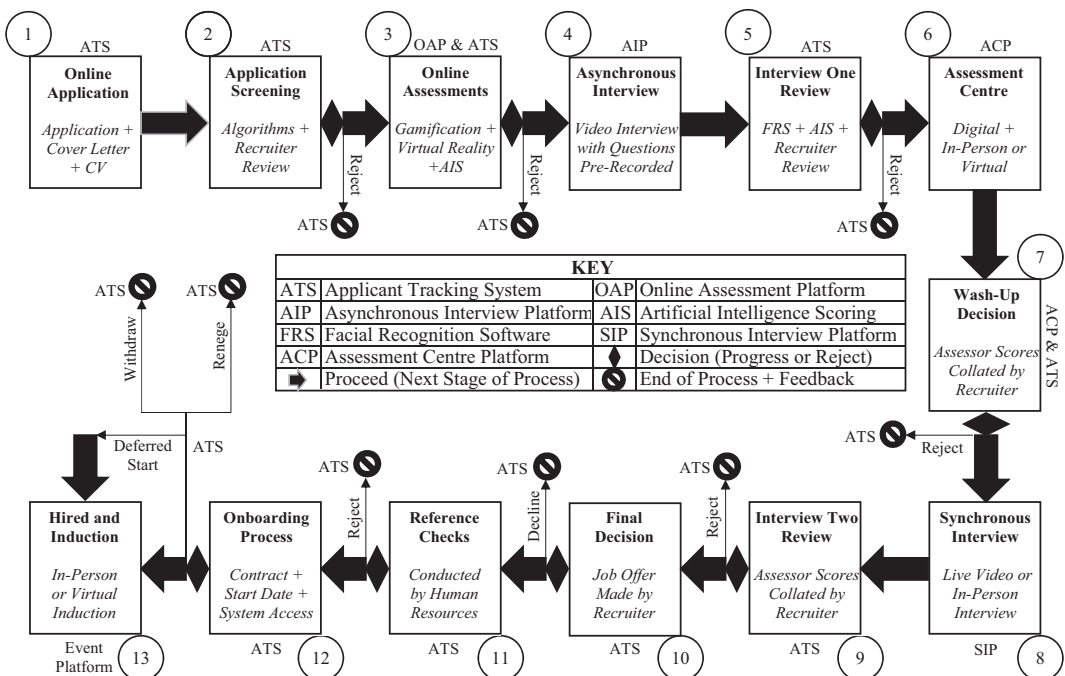 1
ATS
Online
Application
Application +
Cover Letter
+ CV
2
ATS
Application
Screening
Algorithms +
Recruiter
Review
Reject
ATS
3
OAP & ATS
Online
Assessments
Gamification +
Virtual Reality
+AIS
Reject
ATS
4
AIP
Asynchronous
Interview
Video Interview
with Questions
Pre-Recorded
5
ATS
Interview One
Review
FRS + AIS +
Recruiter
Review
Reject
ATS
6
ACP
Assessment
Centre
Digital +
In-Person or
Virtual
7
Wash-Up
Decision
Assessor Scores
Collated by
Recruiter
ACP & ATS
Reject
ATS
KEY
ATS Applicant Tracking System OAP Online Assessment Platform
AIP Asynchronous Interview Platform AIS Artificial Intelligence Scoring
FRS Facial Recognition Software SIP Synchronous Interview Platform
ACP Assessment Centre Platform Decision (Progress or Reject)
Proceed (Next Stage of Process) End of Process + Feedback
Synchronous
Interview
Live Video or
In-Person
Interview
SIP
8
Interview Two
Review
Assessor Scores
Collated by
Recruiter
ATS
9
Reject
ATS
Final
Decision
Job Offer
Made by
Recruiter
ATS
10
Decline
ATS
Reference
Checks
Conducted
by Human
Resources
ATS
11
Reject
ATS
Onboarding
Process
Contract +
Start Date +
System Access
ATS
12
ATS
Withdraw
ATS
Renege
Deferred
Start
ATS
Hired and
Induction
In-Person
or Virtual
Induction
Event
Platform
13